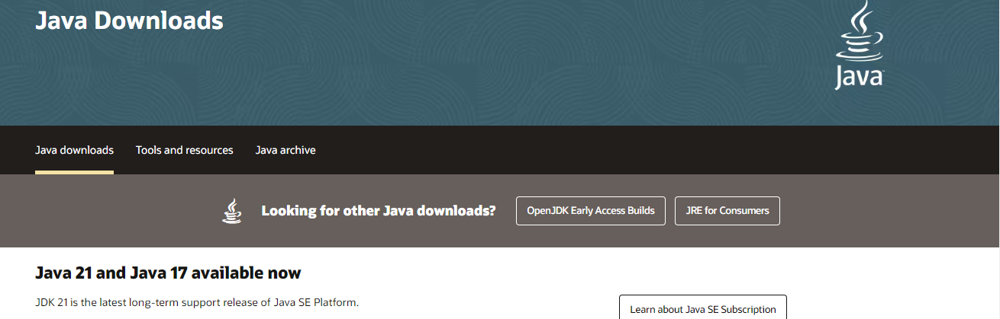 Java Downloads
Java
Java downloads Tools and resources Java archive
Looking for other Java downloads? OpenJDK Early Access Builds JRE for Consumers
Java 21 and Java 17 available now
JDK 21 is the latest long-term support release of Java SE Platform.
Learn about Java SE Subscription